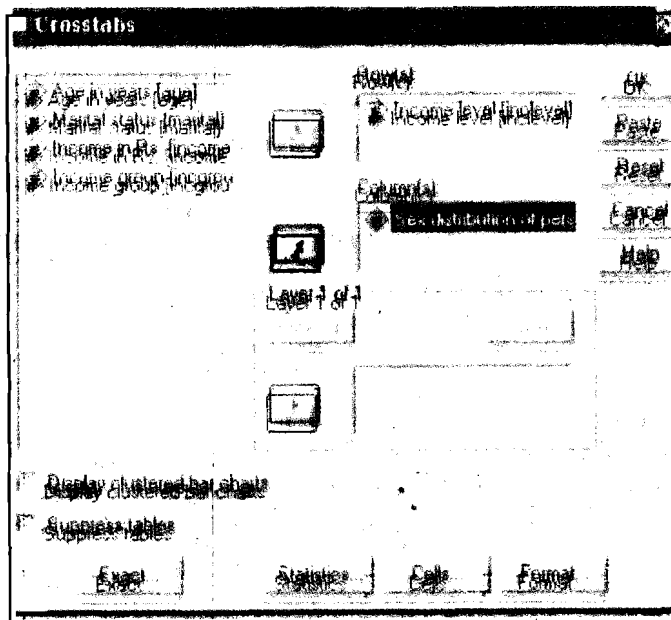 Crosstabs
Age in years [age]
Marital status [marital]
Income in Rs. [income
Income group [incgrou
Row(s)
Income level [inclevel]
Column(s)
Sex distribution of pers
Layer 1 of 1
OK
Paste
Reset
Cancel
Help
Display clustered bar charts
Suppress tables
Exact
Statistics
Cells
Format